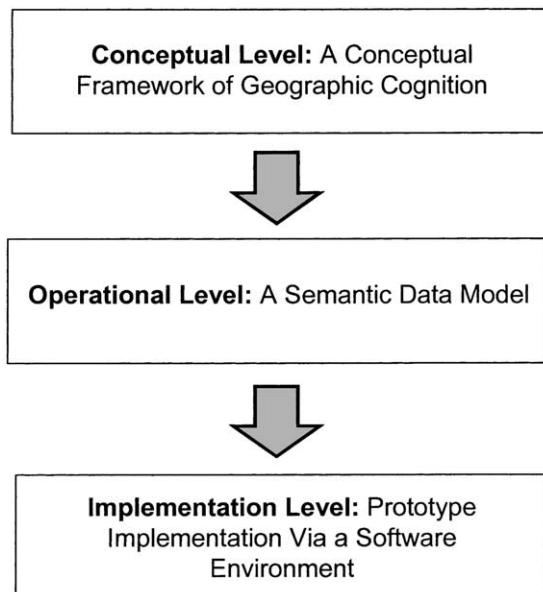 Conceptual Level: A Conceptual
Framework of Geographic Cognition
Operational Level: A Semantic Data Model
Implementation Level: Prototype
Implementation Via a Software
Environment